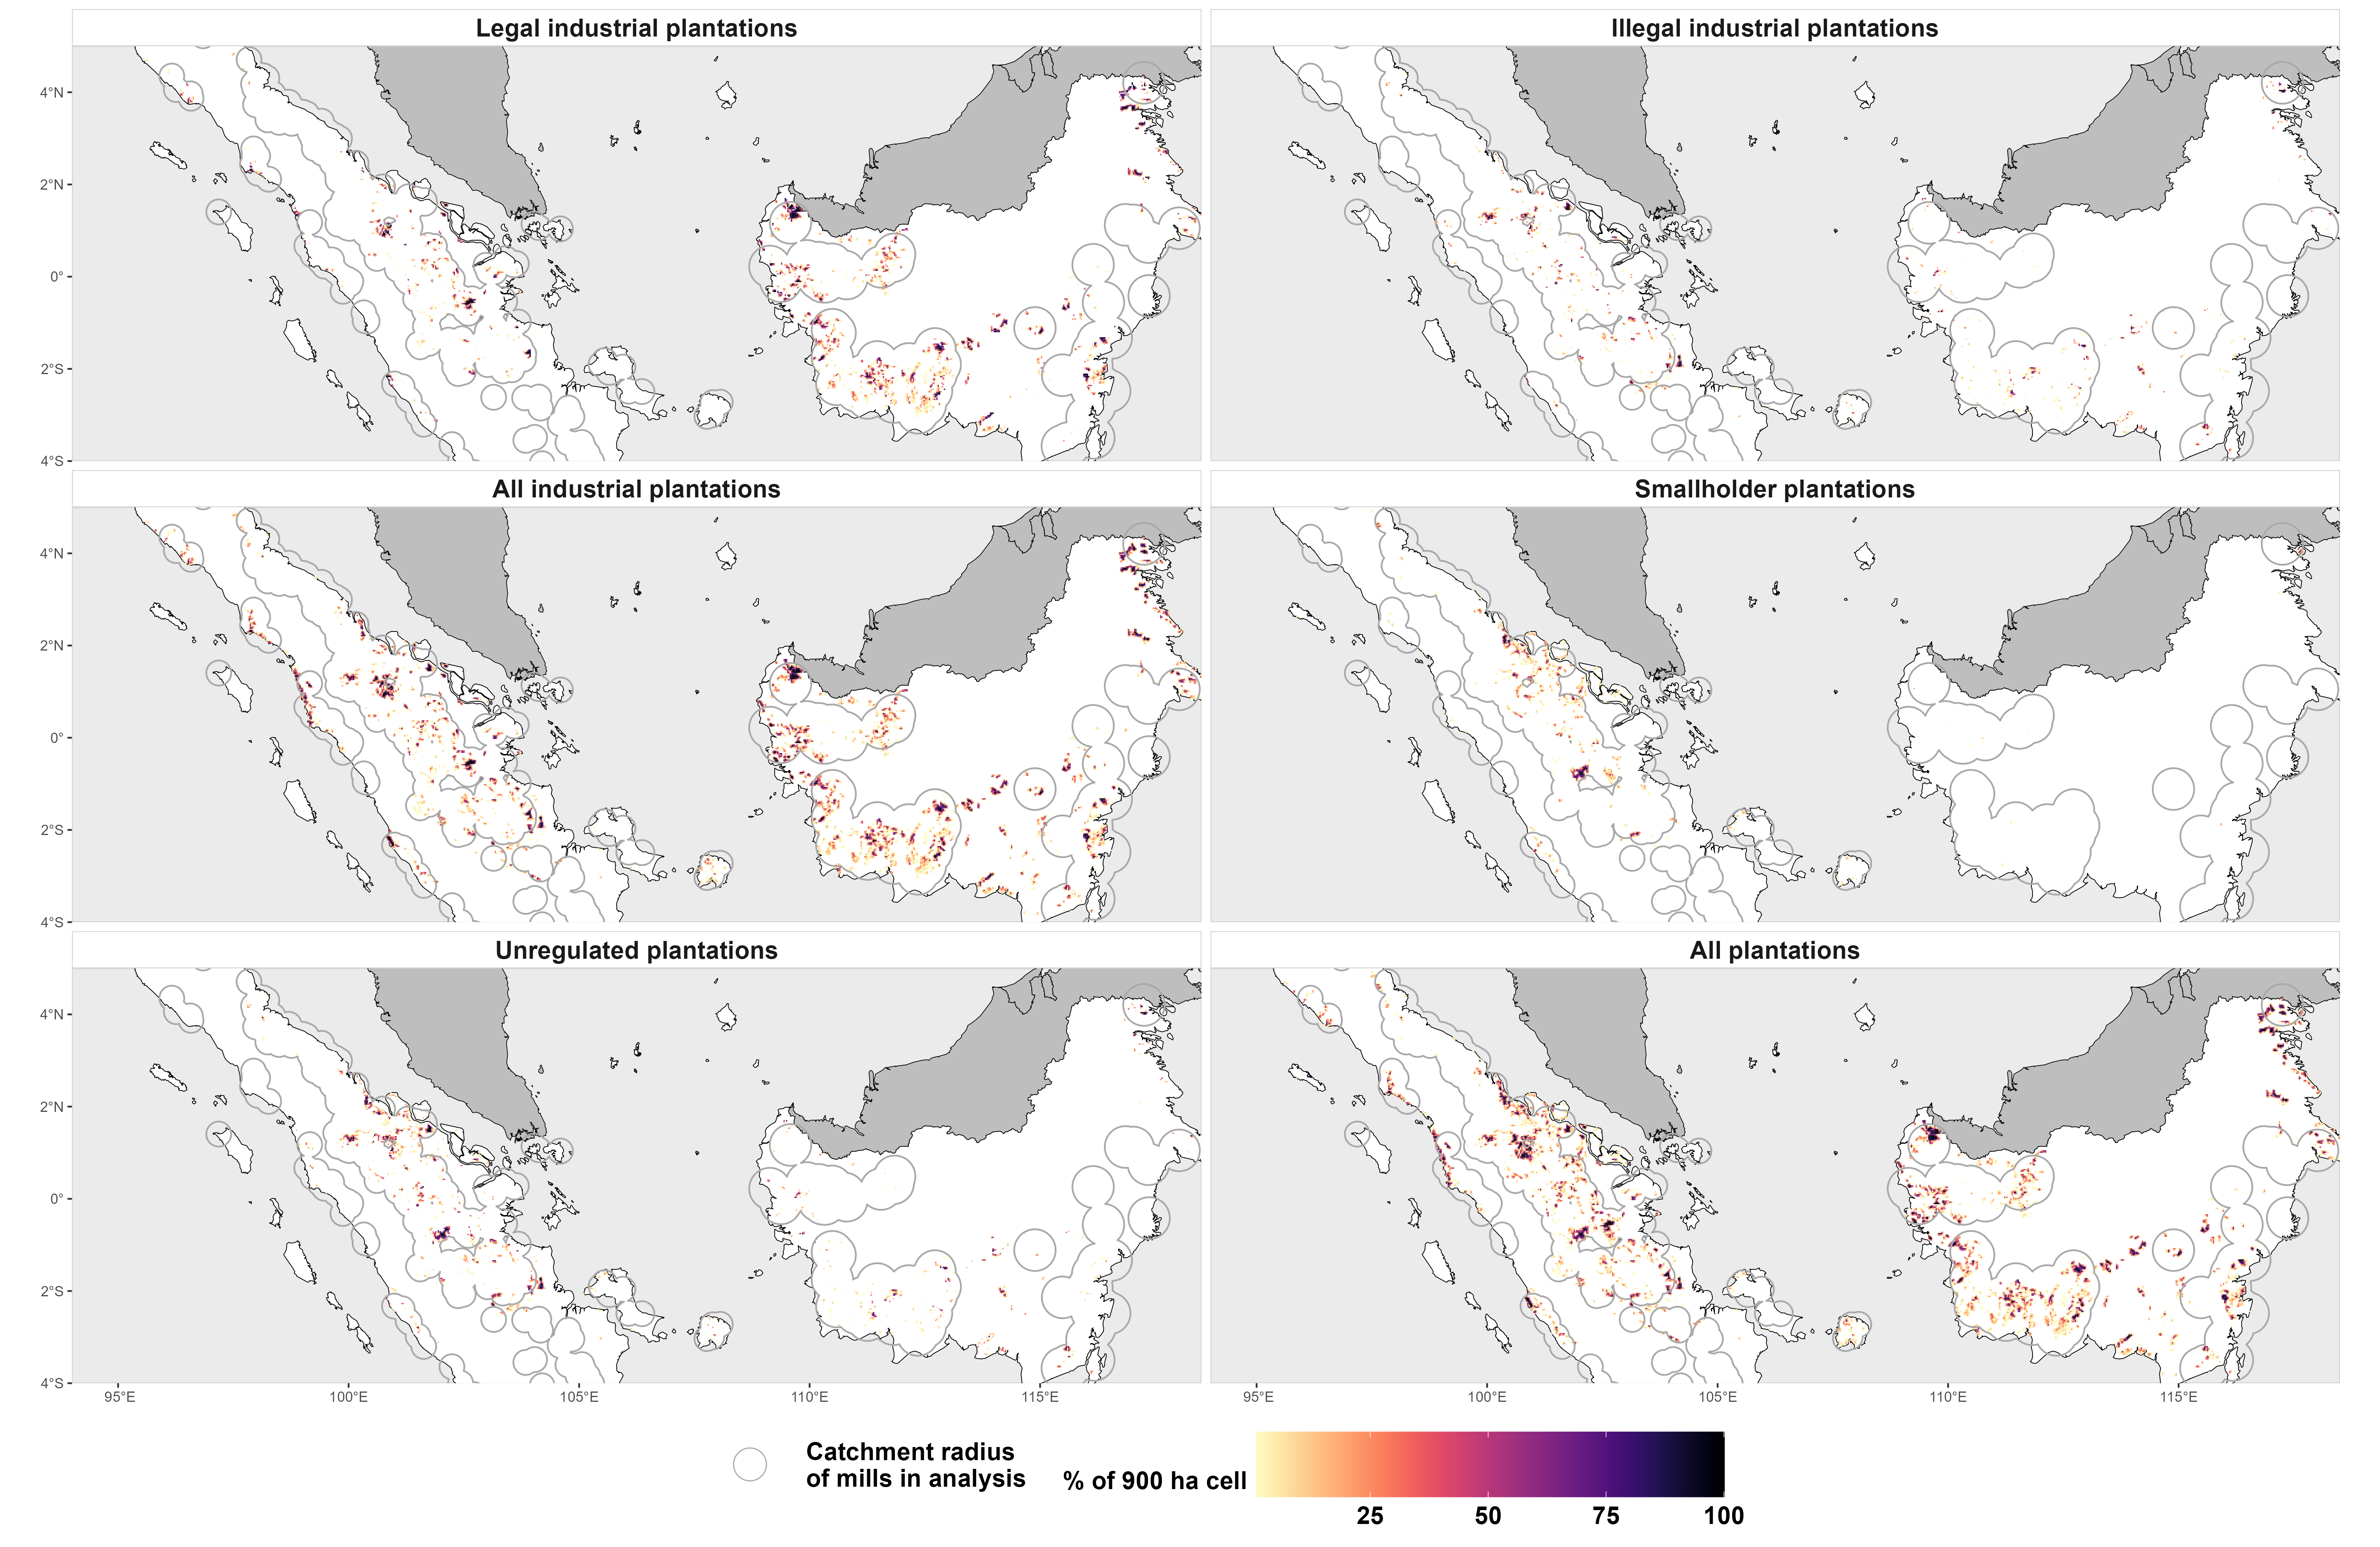 Legal industrial plantations
Illegal industrial plantations
4°N
2°N
0°
2°S
4°S
All industrial plantations
Smallholder plantations
4°N
2°N
0°
2°S
4°S
Unregulated plantations
All plantations
4°N
2°N
0°
2°S
4°S
95°E 100°E 105°E 110°E 115°E
95°E 100°E 105°E 110°E 115°E
Catchment radius
of mills in analysis
% of 900 ha cell
25 50 75 100